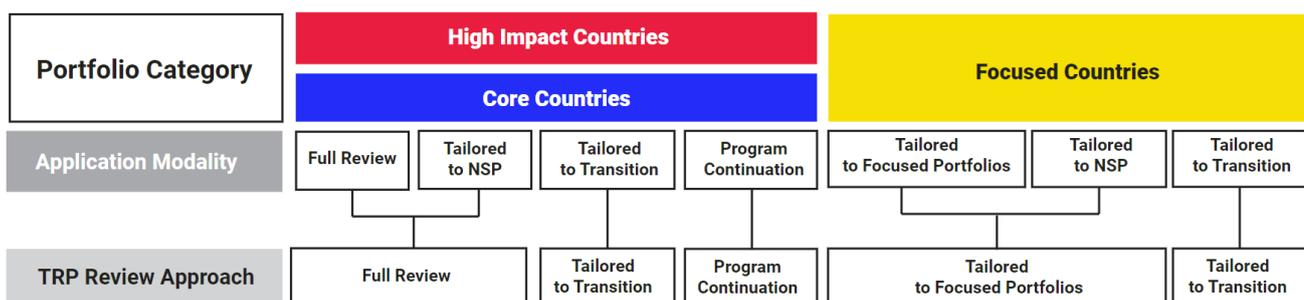 Portfolio Category
High Impact Countries
Core Countries
Focused Countries
Application Modality
Full Review
Tailored
to NSP
Tailored
to Transition
Program
Continuation
Tailored
to Focused Portfolios
Tailored
to NSP
Tailored
to Transition
TRP Review Approach
Full Review
Tailored
to Transition
Program
Continuation
Tailored
to Focused Portfolios
Tailored
to Transition